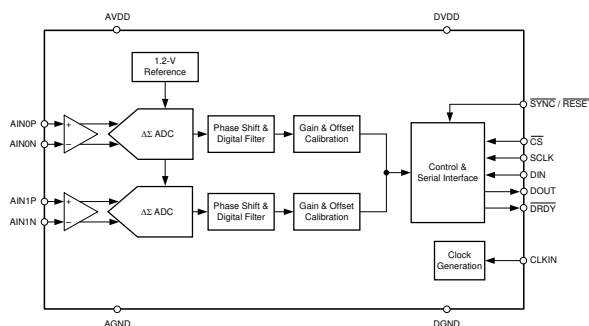 AVDD
DVDD
1.2-V
Reference
SYNC / RESET
AIN0P
AIN0N
+
−
ΔΣ ADC
Phase Shift &
Digital Filter
Gain & Offset
Calibration
Control &
Serial Interface
CS
SCLK
DIN
DOUT
DRDY
AIN1P
AIN1N
+
−
ΔΣ ADC
Phase Shift &
Digital Filter
Gain & Offset
Calibration
Clock
Generation
CLKIN
AGND
DGND